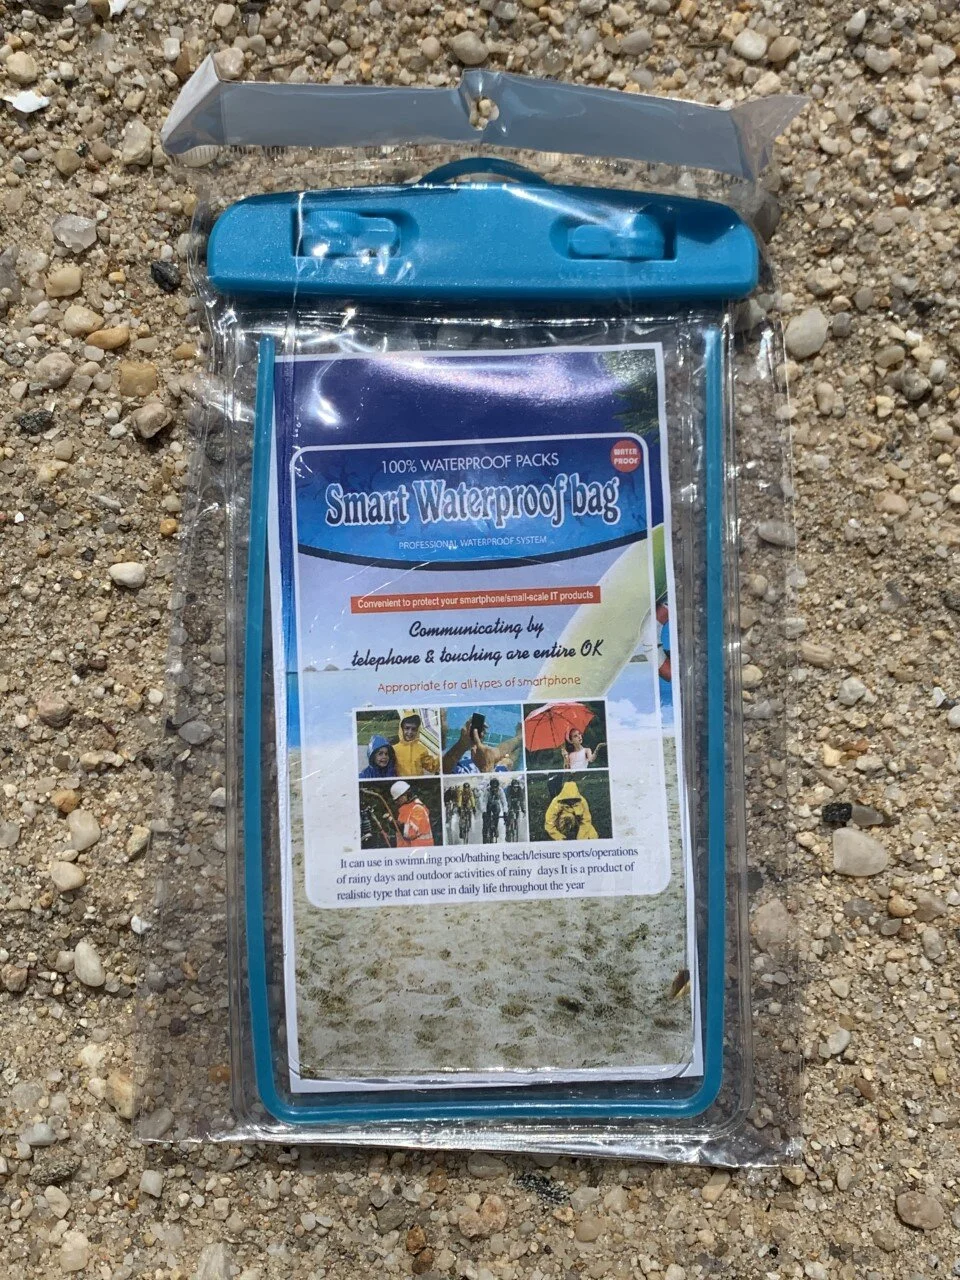 100% WATERPROOF PACKS
WATER
PROOF
Smart Waterproof bag
PROFESSIONAL WATERPROOF SYSTEM
Convenient to protect your smartphone/small-scale IT products
Communicating by
telephone & touching are entire OK
Appropriate for all types of smartphone
It can use in swimming pool/bathing beach/leisure sports/operations
of rainy days and outdoor activities of rainy days It is a product of
realistic type that can use in daily life throughout the year